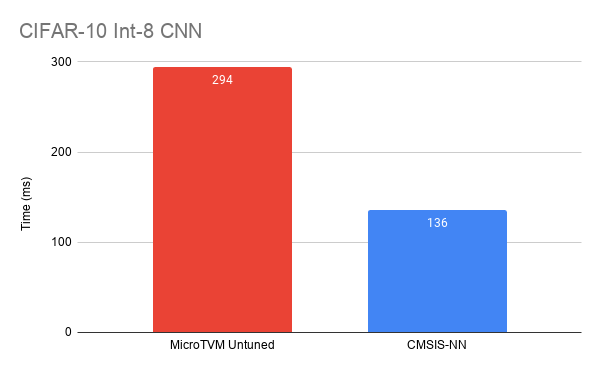 CIFAR-10 Int-8 CNN
Time (ms)
300
200
100
0
294
136
MicroTVM Untuned
CMSIS-NN